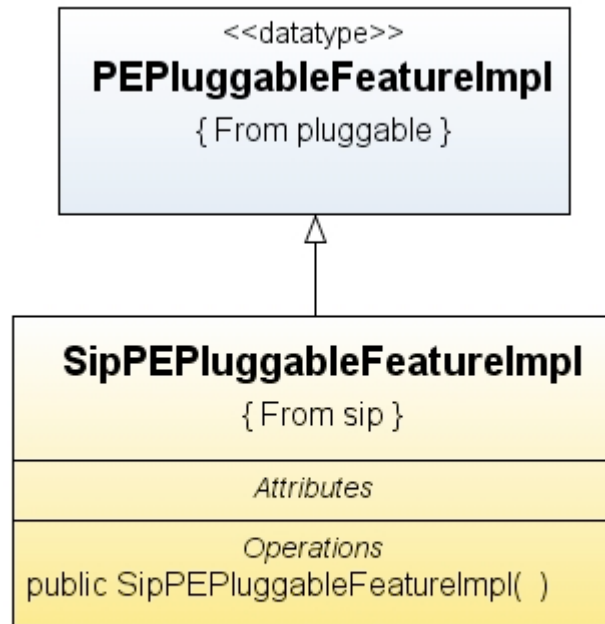 <<datatype>>
PEPluggableFeatureImpl
{ From pluggable }
SipPEPluggableFeatureImpl
{ From sip }
Attributes
Operations
public SipPEPluggableFeatureImpl(  )